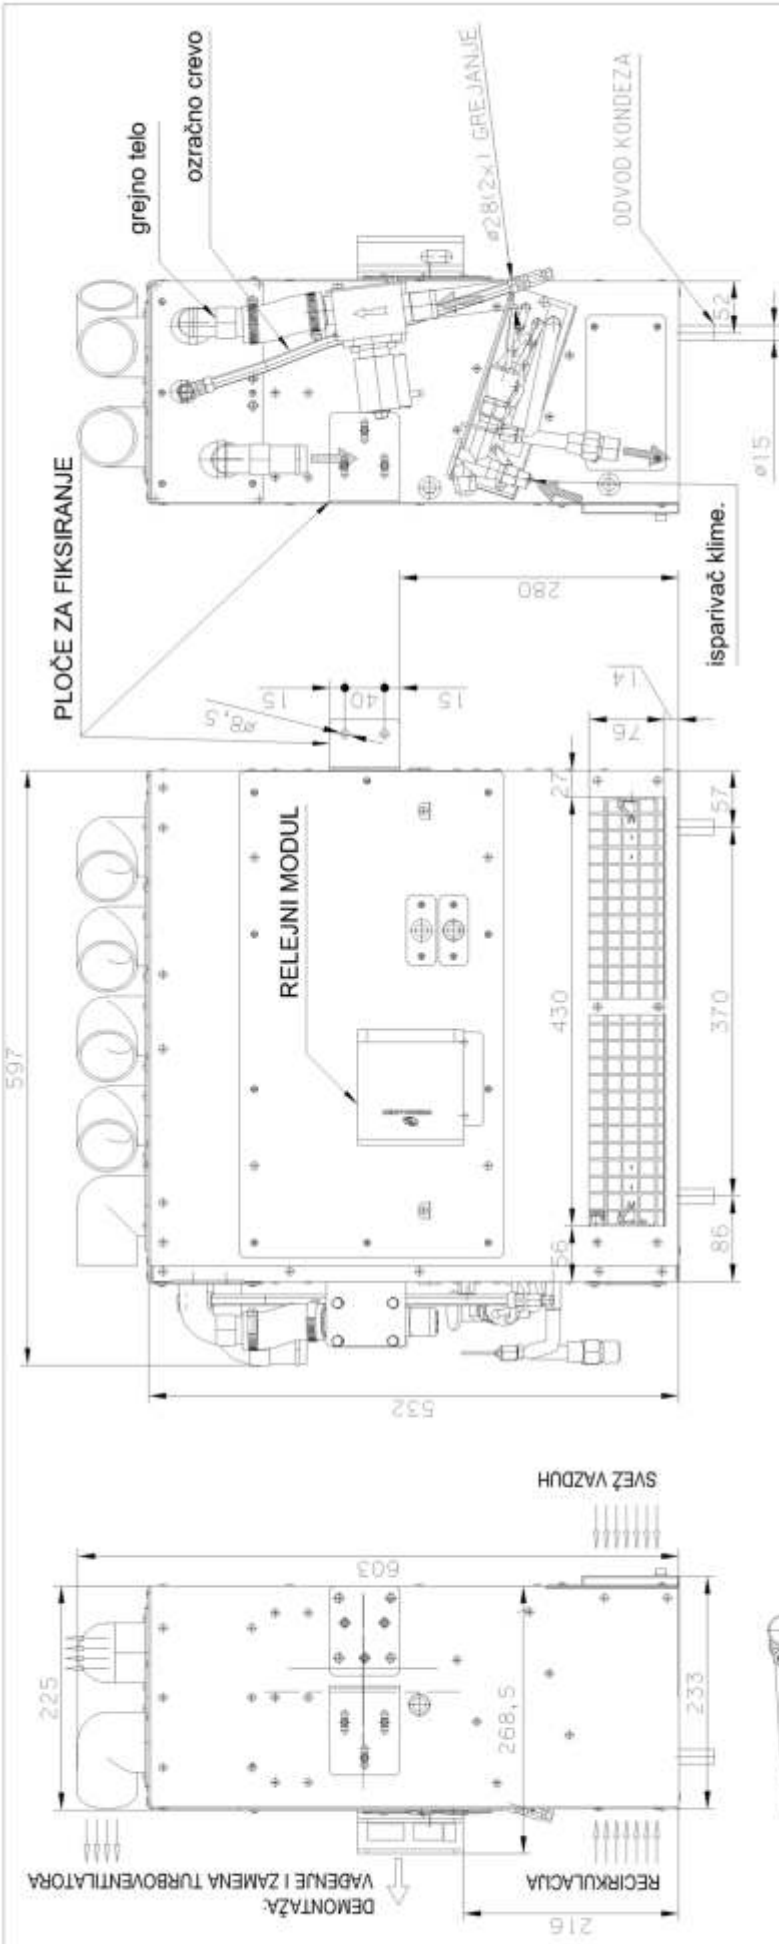 grejno telo
ozračno crevo
ø28(2x) GREJANJE
ODVOD KONDEZA
52
ø15
PLOČE ZA FIKSIRANJE
280
isparivač klime.
15
40
15
ø8,5
14
76
27
57
RELEJNI MODUL
597
430
370
56
86
532
SVEŽ VAZDUH
603
225
268,5
233
DEMONTAŽA:
VAĐENJE I ZAMENA TURBOVENTILATORA
RECIRKULACIJA
216